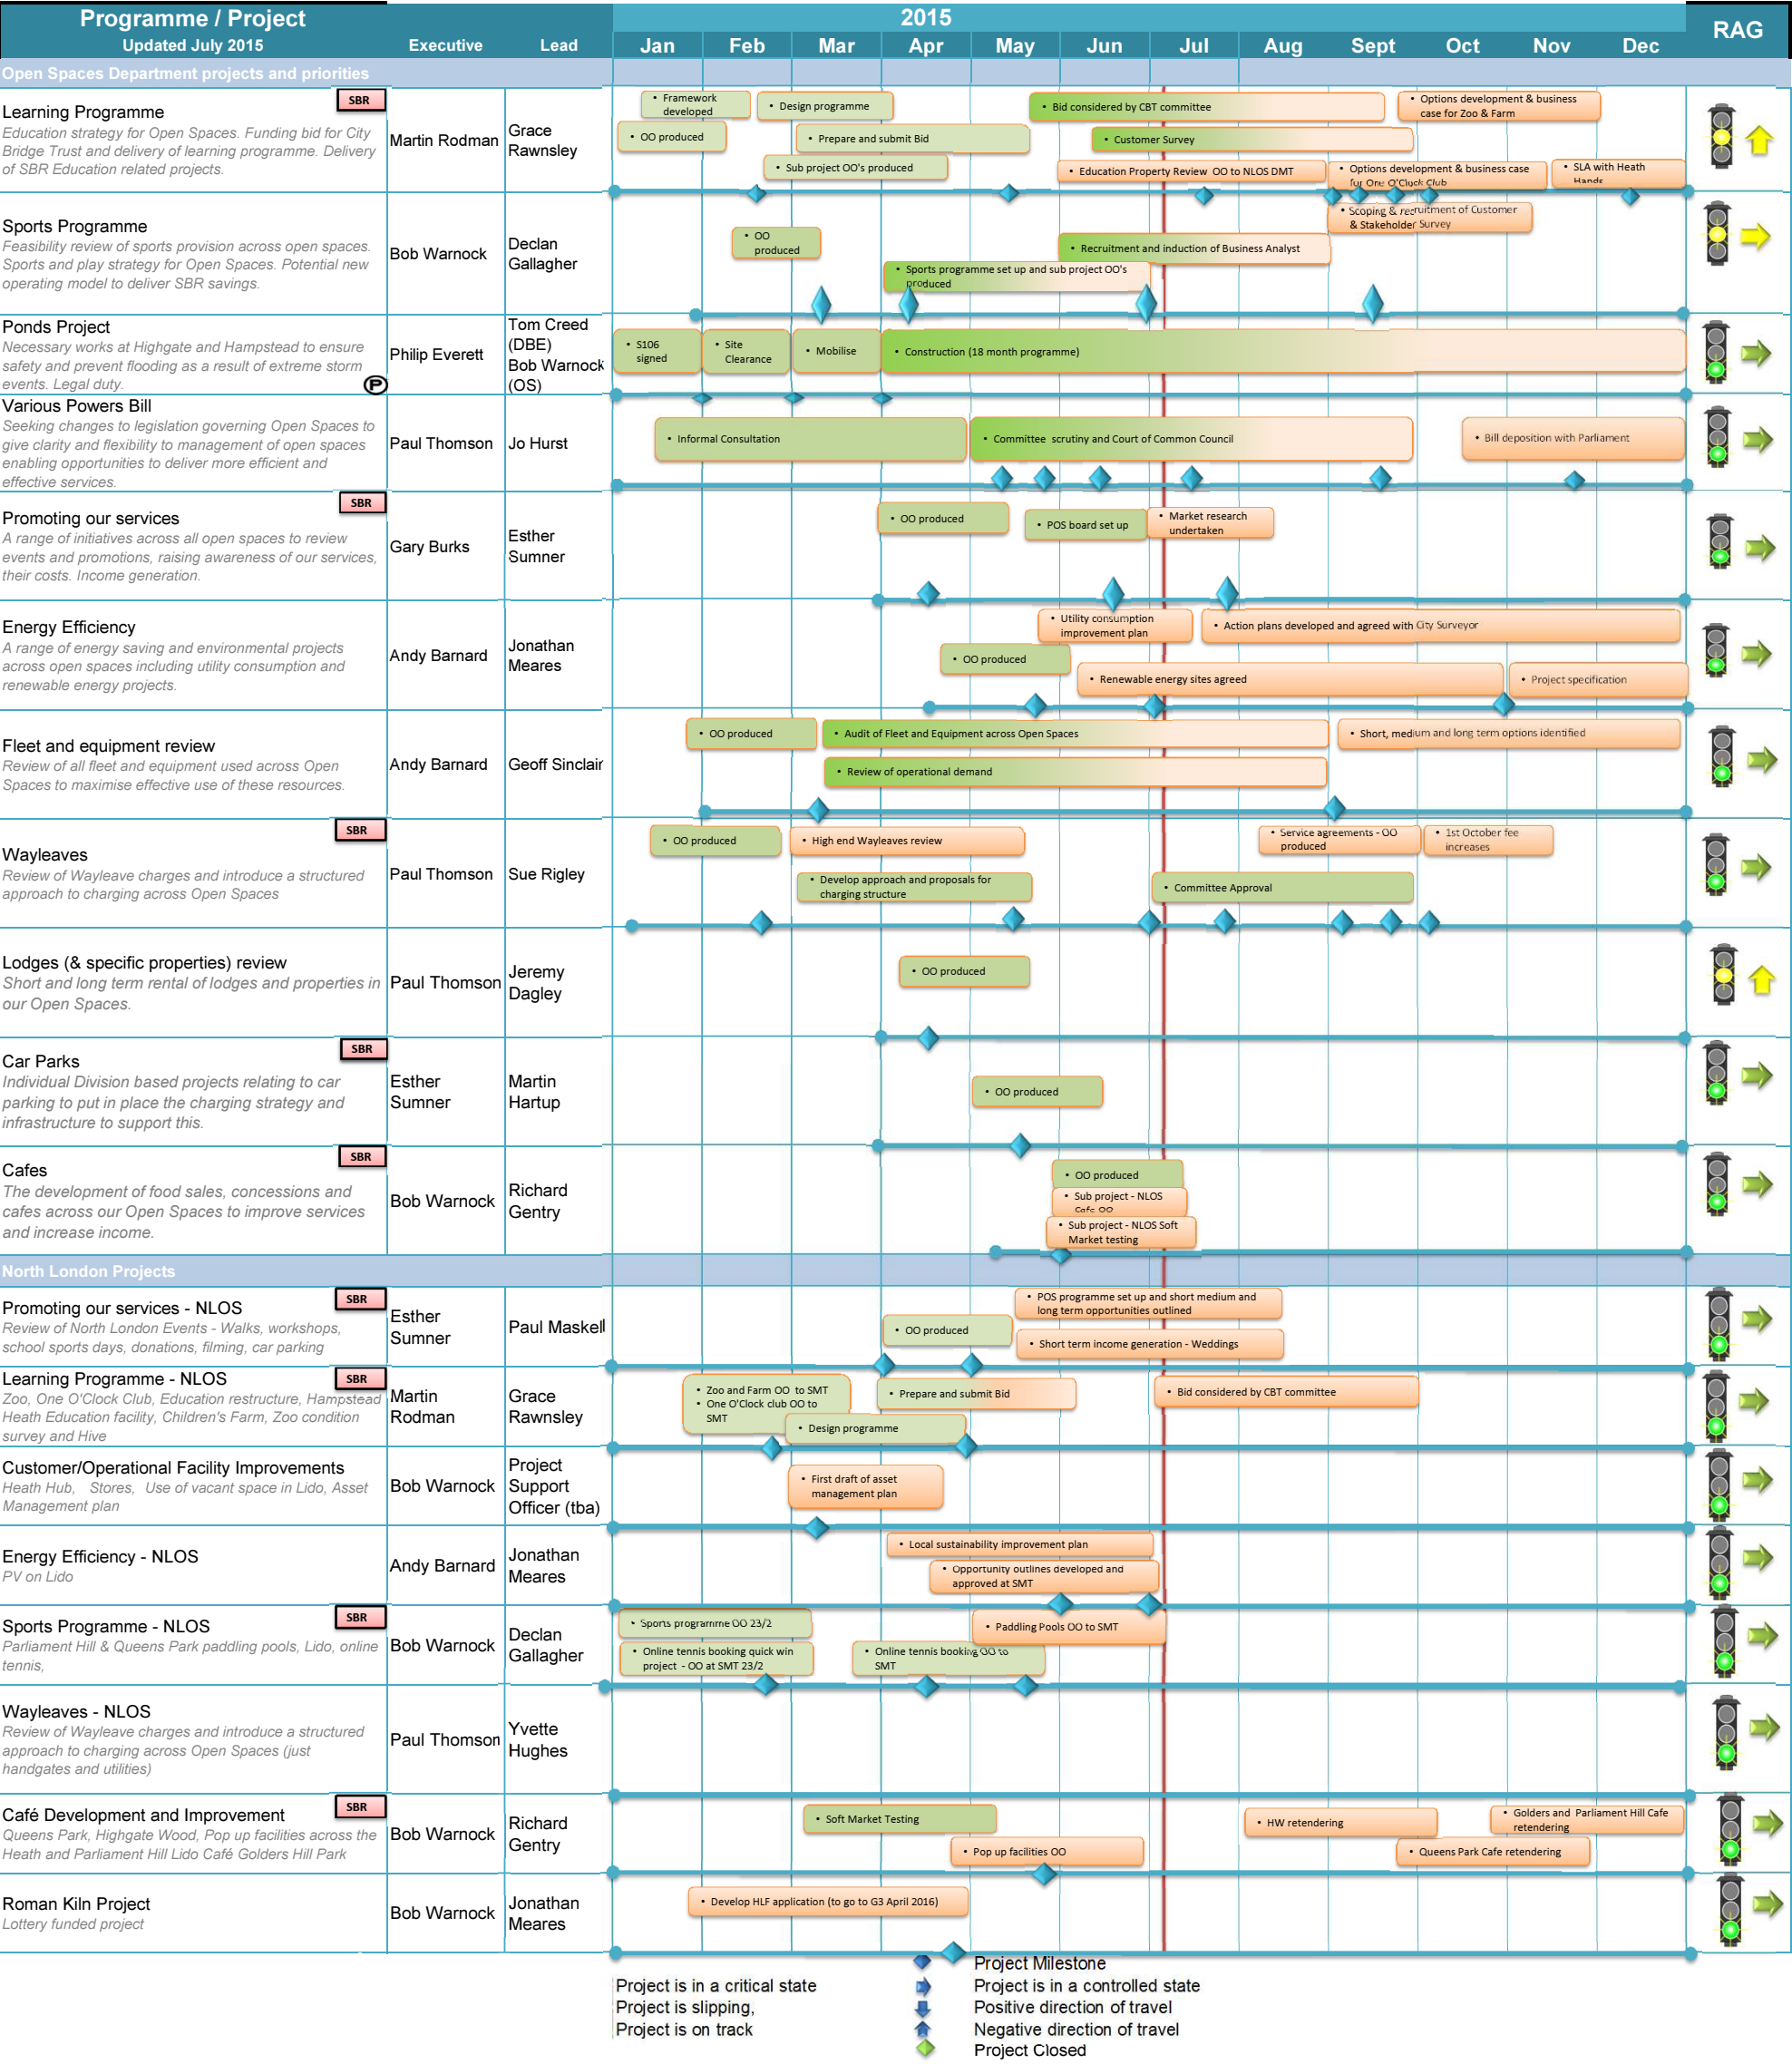 Programme / Project
Updated July 2015
Executive
Lead
2015
Jan Feb Mar Apr May Jun Jul Aug Sept Oct Nov Dec
RAG
Open Spaces Department projects and priorities
SBR
Learning Programme
Education strategy for Open Spaces. Funding bid for City
Bridge Trust and delivery of learning programme. Delivery
of SBR Education related projects.
Martin Rodman
Grace
Rawnsley
• Framework
developed
• Design programme
• Bid considered by CBT committee
• Options development & business
case for Zoo & Farm
• OO produced
• Prepare and submit Bid
• Customer Survey
• Sub project OO's produced
• Education Property Review OO to NLOS DMT
• Options development & business case
for One O'Clock Club
• SLA with Heath
Hands
Sports Programme
Feasibility review of sports provision across open spaces.
Sports and play strategy for Open Spaces. Potential new
operating model to deliver SBR savings.
Bob Warnock
Declan
Gallagher
• Scoping & recruitment of Customer
& Stakeholder Survey
• OO
produced
• Recruitment and induction of Business Analyst
• Sports programme set up and sub project OO's
produced
Ponds Project
Necessary works at Highgate and Hampstead to ensure
safety and prevent flooding as a result of extreme storm
events. Legal duty.
P
Philip Everett
Tom Creed
(DBE)
Bob Warnock
(OS)
• S106
signed
• Site
Clearance
• Mobilise
• Construction (18 month programme)
Various Powers Bill
Seeking changes to legislation governing Open Spaces to
give clarity and flexibility to management of open spaces
enabling opportunities to deliver more efficient and
effective services.
Paul Thomson
Jo Hurst
• Informal Consultation
• Committee scrutiny and Court of Common Council
• Bill deposition with Parliament
SBR
Promoting our services
A range of initiatives across all open spaces to review
events and promotions, raising awareness of our services,
their costs. Income generation.
Gary Burks
Esther
Sumner
• OO produced
• POS board set up
• Market research
undertaken
Energy Efficiency
A range of energy saving and environmental projects
across open spaces including utility consumption and
renewable energy projects.
Andy Barnard
Jonathan
Meares
• Utility consumption
improvement plan
• Action plans developed and agreed with City Surveyor
• OO produced
• Renewable energy sites agreed
• Project specification
Fleet and equipment review
Review of all fleet and equipment used across Open
Spaces to maximise effective use of these resources.
Andy Barnard
Geoff Sinclair
• OO produced
• Audit of Fleet and Equipment across Open Spaces
• Short, medium and long term options identified
• Review of operational demand
SBR
Wayleaves
Review of Wayleave charges and introduce a structured
approach to charging across Open Spaces
Paul Thomson
Sue Rigley
• OO produced
• High end Wayleaves review
• Service agreements - OO
produced
• 1st October fee
increases
• Develop approach and proposals for
charging structure
• Committee Approval
Lodges (& specific properties) review
Short and long term rental of lodges and properties in
our Open Spaces.
Paul Thomson
Jeremy
Dagley
• OO produced
SBR
Car Parks
Individual Division based projects relating to car
parking to put in place the charging strategy and
infrastructure to support this.
Esther
Sumner
Martin
Hartup
• OO produced
SBR
Cafes
The development of food sales, concessions and
cafes across our Open Spaces to improve services
and increase income.
Bob Warnock
Richard
Gentry
• OO produced
• Sub project - NLOS
Cafe OO
• Sub project - NLOS Soft
Market testing
North London Projects
SBR
Promoting our services - NLOS
Review of North London Events - Walks, workshops,
school sports days, donations, filming, car parking
Esther
Sumner
Paul Maskell
• POS programme set up and short medium and
long term opportunities outlined
• OO produced
• Short term income generation - Weddings
SBR
Learning Programme - NLOS
Zoo, One O'Clock Club, Education restructure, Hampstead
Heath Education facility, Children's Farm, Zoo condition
survey and Hive
Martin
Rodman
Grace
Rawnsley
• Zoo and Farm OO to SMT
• One O'Clock club OO to
SMT
• Prepare and submit Bid
• Bid considered by CBT committee
• Design programme
Customer/Operational Facility Improvements
Heath Hub, Stores, Use of vacant space in Lido, Asset
Management plan
Bob Warnock
Project
Support
Officer (tba)
• First draft of asset
management plan
Energy Efficiency - NLOS
PV on Lido
Andy Barnard
Jonathan
Meares
• Local sustainability improvement plan
• Opportunity outlines developed and
approved at SMT
SBR
Sports Programme - NLOS
Parliament Hill & Queens Park paddling pools, Lido, online
tennis,
Bob Warnock
Declan
Gallagher
• Sports programme OO 23/2
• Paddling Pools OO to SMT
• Online tennis booking quick win
project - OO at SMT 23/2
• Online tennis booking OO to
SMT
Wayleaves - NLOS
Review of Wayleave charges and introduce a structured
approach to charging across Open Spaces (just
handgates and utilities)
Paul Thomson
Yvette
Hughes
SBR
Café Development and Improvement
Queens Park, Highgate Wood, Pop up facilities across the
Heath and Parliament Hill Lido Café Golders Hill Park
Bob Warnock
Richard
Gentry
• Soft Market Testing
• HW retendering
• Golders and Parliament Hill Cafe
retendering
• Pop up facilities OO
• Queens Park Cafe retendering
Roman Kiln Project
Lottery funded project
Bob Warnock
Jonathan
Meares
• Develop HLF application (to go to G3 April 2016)
Project Milestone
Project is in a critical state
Project is in a controlled state
Project is slipping,
Positive direction of travel
Project is on track
Negative direction of travel
Project Closed